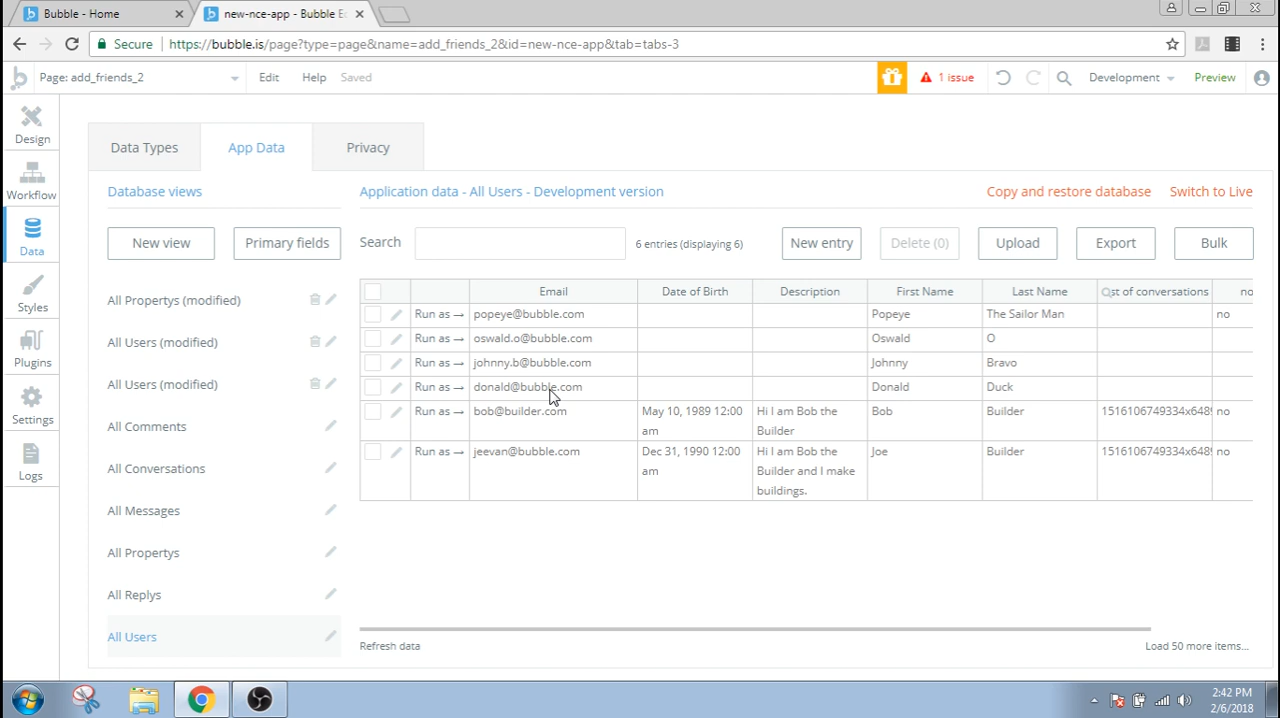 Bubble - Home
new-nce-app - Bubble E
Secure https://bubble.is/page?type=page&name=add_friends_2&id=new-nce-app&tab=tabs-3
Page: add_friends_2 Edit Help Saved 1 issue Development Preview
Design
Workflow
Data
Styles
Plugins
Settings
Logs
Data Types App Data Privacy
Database views
New view Primary fields
All Propertys (modified)
All Users (modified)
All Users (modified)
All Comments
All Conversations
All Messages
All Propertys
All Replys
All Users
Application data - All Users - Development version Copy and restore database Switch to Live
Search 6 entries (displaying 6) New entry Delete (0) Upload Export Bulk
Email Date of Birth Description First Name Last Name st of conversations no
Run as → popeye@bubble.com Popeye The Sailor Man no
Run as → oswald.o@bubble.com Oswald O
Run as → johnny.b@bubble.com Johnny Bravo
Run as → donald@bubble.com Donald Duck
Run as → bob@builder.com May 10, 1989 12:00 Hi I am Bob the Bob Builder 1516106749334x648 no
am Builder
Run as → jeevan@bubble.com Dec 31, 1990 12:00 Hi I am Bob the Joe Builder 1516106749334x648 no
am Builder and I make
buildings.
Refresh data Load 50 more items...
2:42 PM
2/6/2018